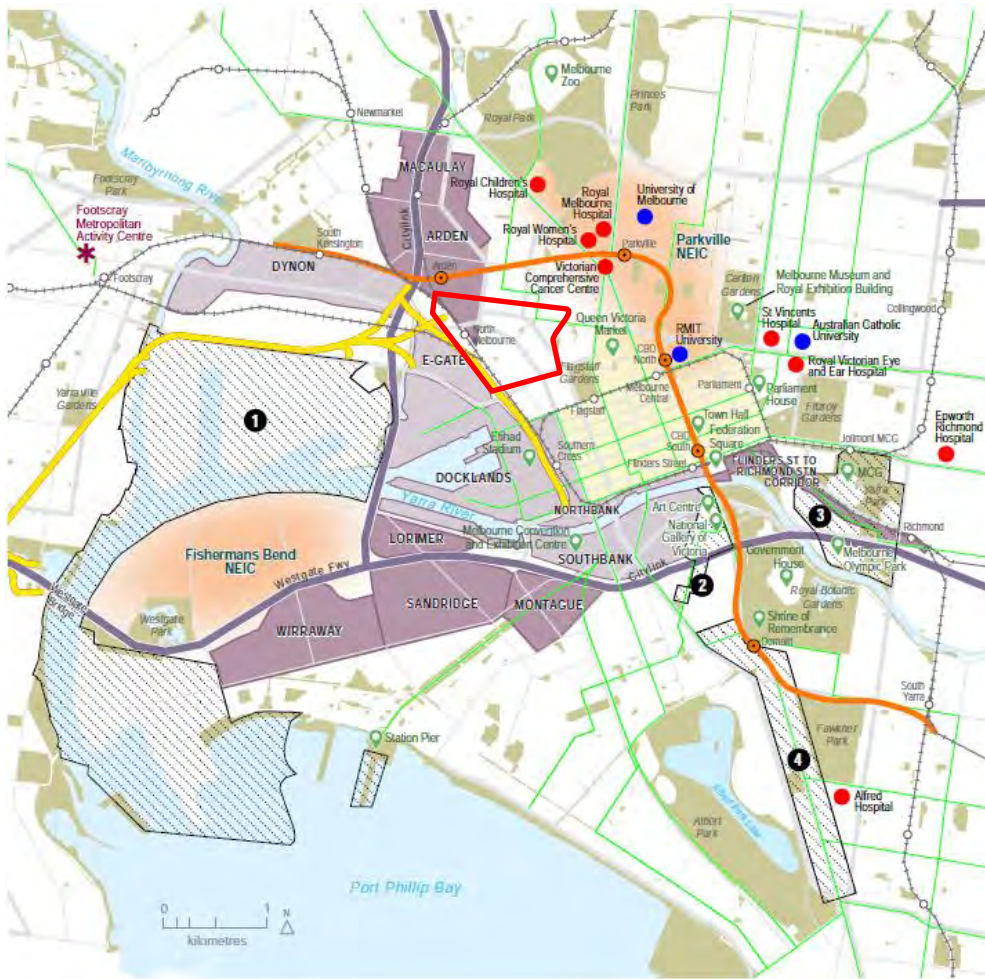 Melbourne
Zoo
Princes
Park
Royal Park
Newmarket
Maribyrnong River
MACAULAY
Footscray
Park
Royal Children's
Hospital
Royal
Melbourne
Hospital
University of
Melbourne
Footscray
Metropolitan
Activity Centre
Citylink
ARDEN
Royal Women's
Hospital
South
Kensington
Parkville
Parkville
NEIC
DYNON
Footscray
Arden
Victorian
Comprehensive
Cancer Centre
Carlton
Gardens
Melbourne Museum and
Royal Exhibition Building
Collingwood
Queen Victoria
Market
St Vincents
Hospital
Australian Catholic
University
North
Melbourne
RMIT
University
CBD
North
Royal Victorian Eye
and Ear Hospital
E-GATE
Flagstaff
Gardens
Melbourne
Central
Parliament
Parliament
House
Fitzroy
Gardens
Yarraville
Gardens
1
Flagstaff
Town Hall
Federation
Square
Epworth
Richmond
Hospital
Etihad
Stadium
Southern
Cross
CBD
South
Jolimont MCG
Flinders Street
FLINDERS ST TO
RICHMOND STN
CORRIDOR
MCG
Yarra
Park
DOCKLANDS
Yarra River
NORTHBANK
Art Centre
3
Richmond
LORIMER
Melbourne Convention
and Exhibition Centre
National
Gallery of
Victoria
Government
House
Melbourne
Olympic Park
Fishermans Bend
NEIC
SOUTHBANK
Citylink
Westgate Fwy
2
Royal Botanic
Gardens
Westgate
Bridge
Westgate
Park
SANDRIDGE
MONTAGUE
WIRRAWAY
Shrine of
Remembrance
Domain
South
Yarra
Fawkner
Park
Station Pier
4
Alfred
Hospital
Albert Park Lake
Albert
Park
Port Phillip Bay
0
1
N
kilometres